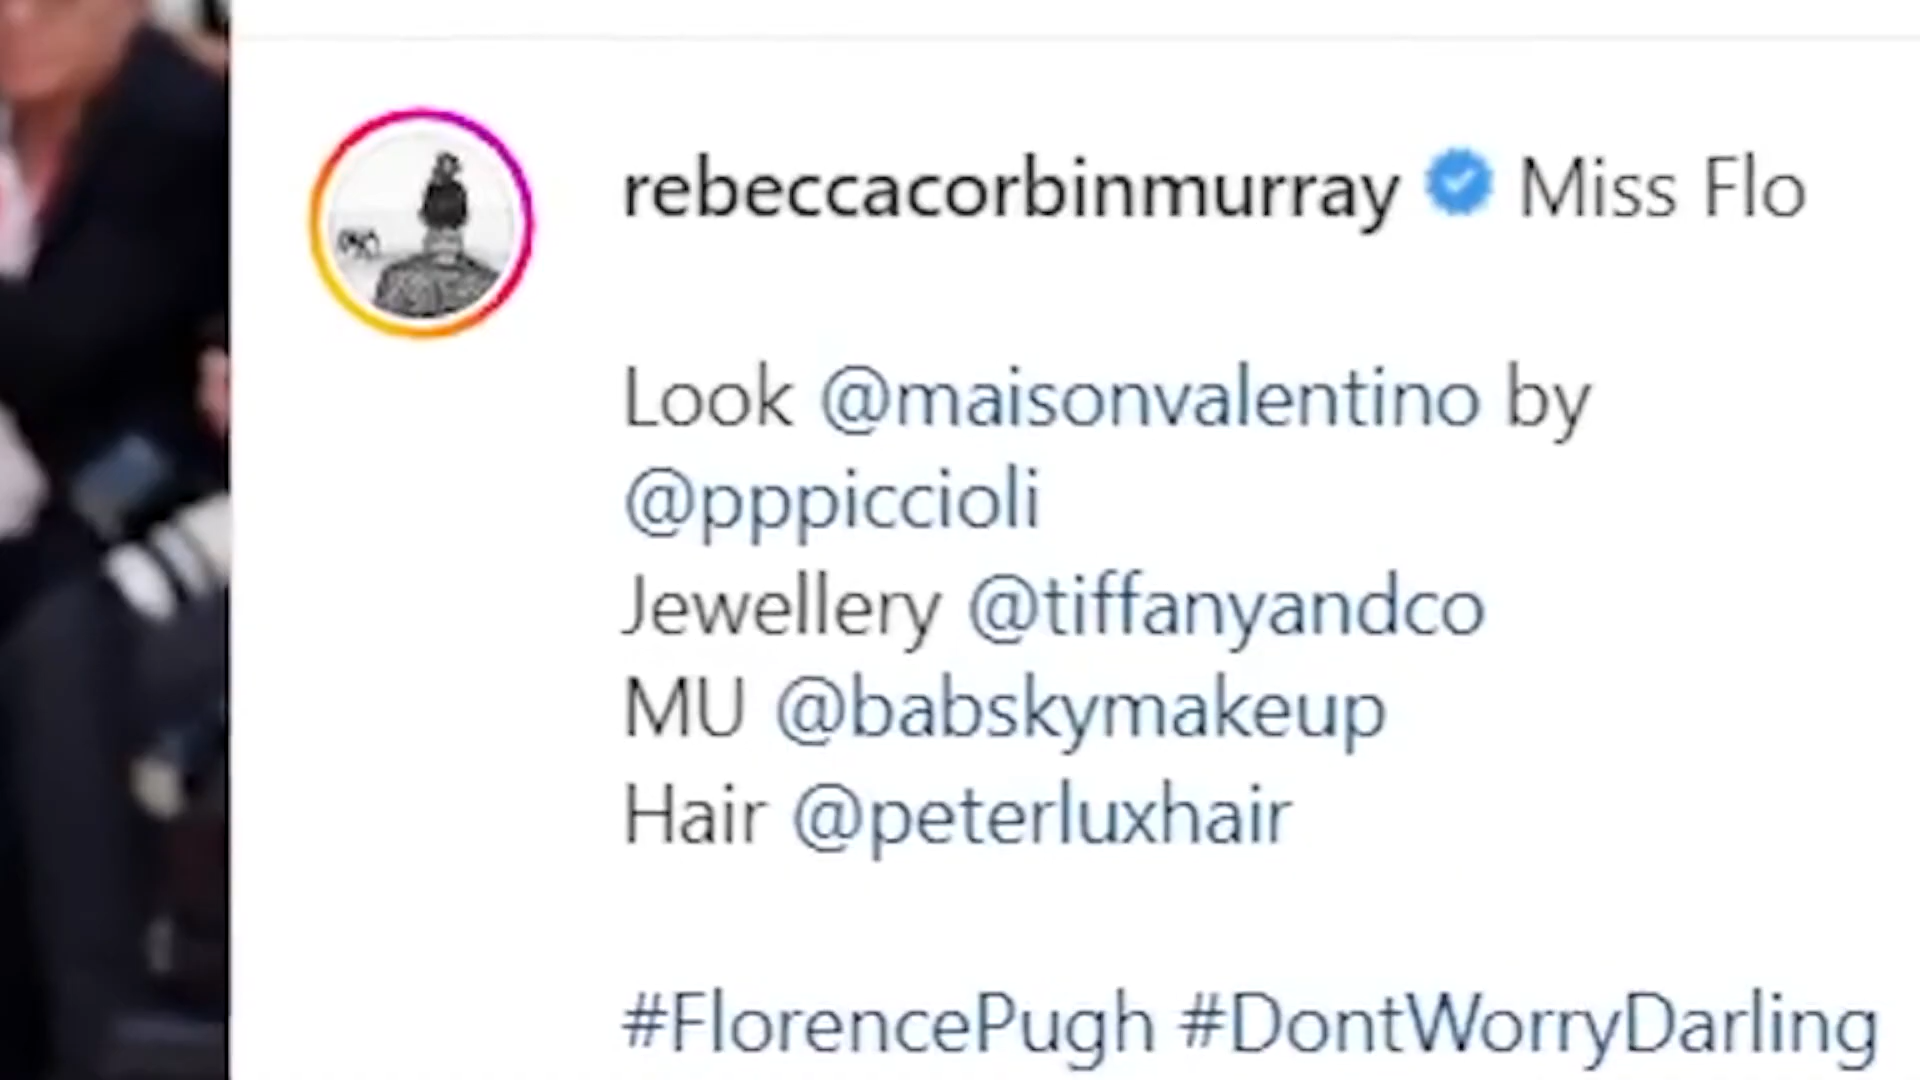 rebeccacorbinmurray Miss Flo
Look @maisonvalentino by
@pppiccioli
Jewellery @tiffanyandco
MU @babskymakeup
Hair @peterluxhair
#FlorencePugh #DontWorryDarling